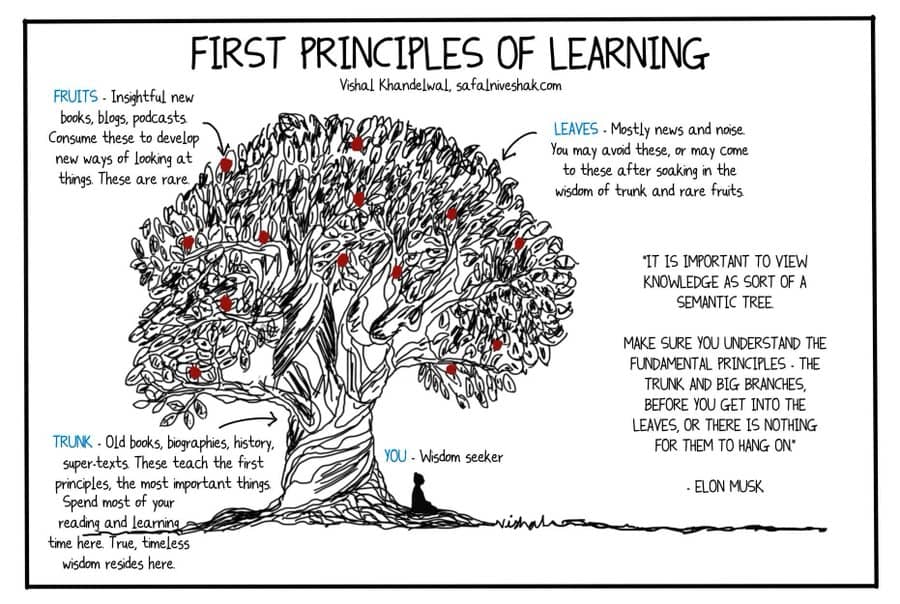 FIRST PRINCIPLES OF LEARNING
Vishal Khandelwal, safalniveshak.com
FRUITS - Insightful new
books, blogs, podcasts.
Consume these to develop
new ways of looking at
things. These are rare.
LEAVES - Mostly news and noise.
You may avoid these, or may come
to these after soaking in the
wisdom of trunk and rare fruits.
"IT IS IMPORTANT TO VIEW
KNOWLEDGE AS SORT OF A
SEMANTIC TREE.
MAKE SURE YOU UNDERSTAND THE
FUNDAMENTAL PRINCIPLES - THE
TRUNK AND BIG BRANCHES,
BEFORE YOU GET INTO THE
LEAVES, OR THERE IS NOTHING
FOR THEM TO HANG ON."
- ELON MUSK
TRUNK - Old books, biographies, history,
super-texts. These teach the first
principles, the most important things.
Spend most of your
reading and learning
time here. True, timeless
wisdom resides here.
YOU - Wisdom seeker
vishal